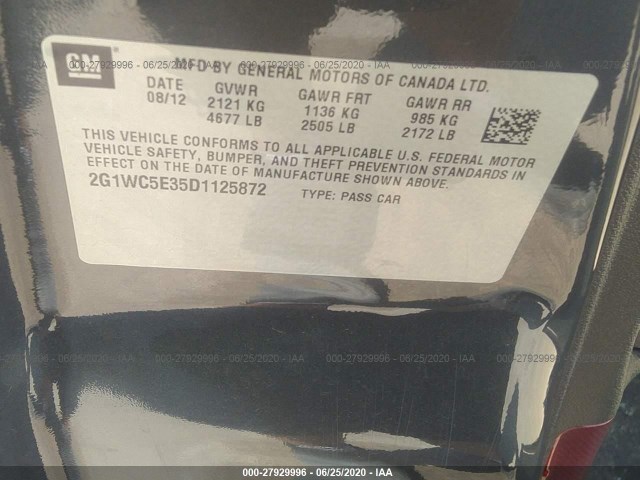 GM
MFD BY GENERAL MOTORS OF CANADA LTD.
DATE GVWR GAWR FRT GAWR RR
08/12 2121 KG 1136 KG 985 KG
4677 LB 2505 LB 2172 LB
THIS VEHICLE CONFORMS TO ALL APPLICABLE U.S. FEDERAL MOTOR
VEHICLE SAFETY, BUMPER, AND THEFT PREVENTION STANDARDS IN
EFFECT ON THE DATE OF MANUFACTURE SHOWN ABOVE.
2G1WC5E35D1125872 TYPE: PASS CAR
000-27929996 - 06/25/2020 - IAA